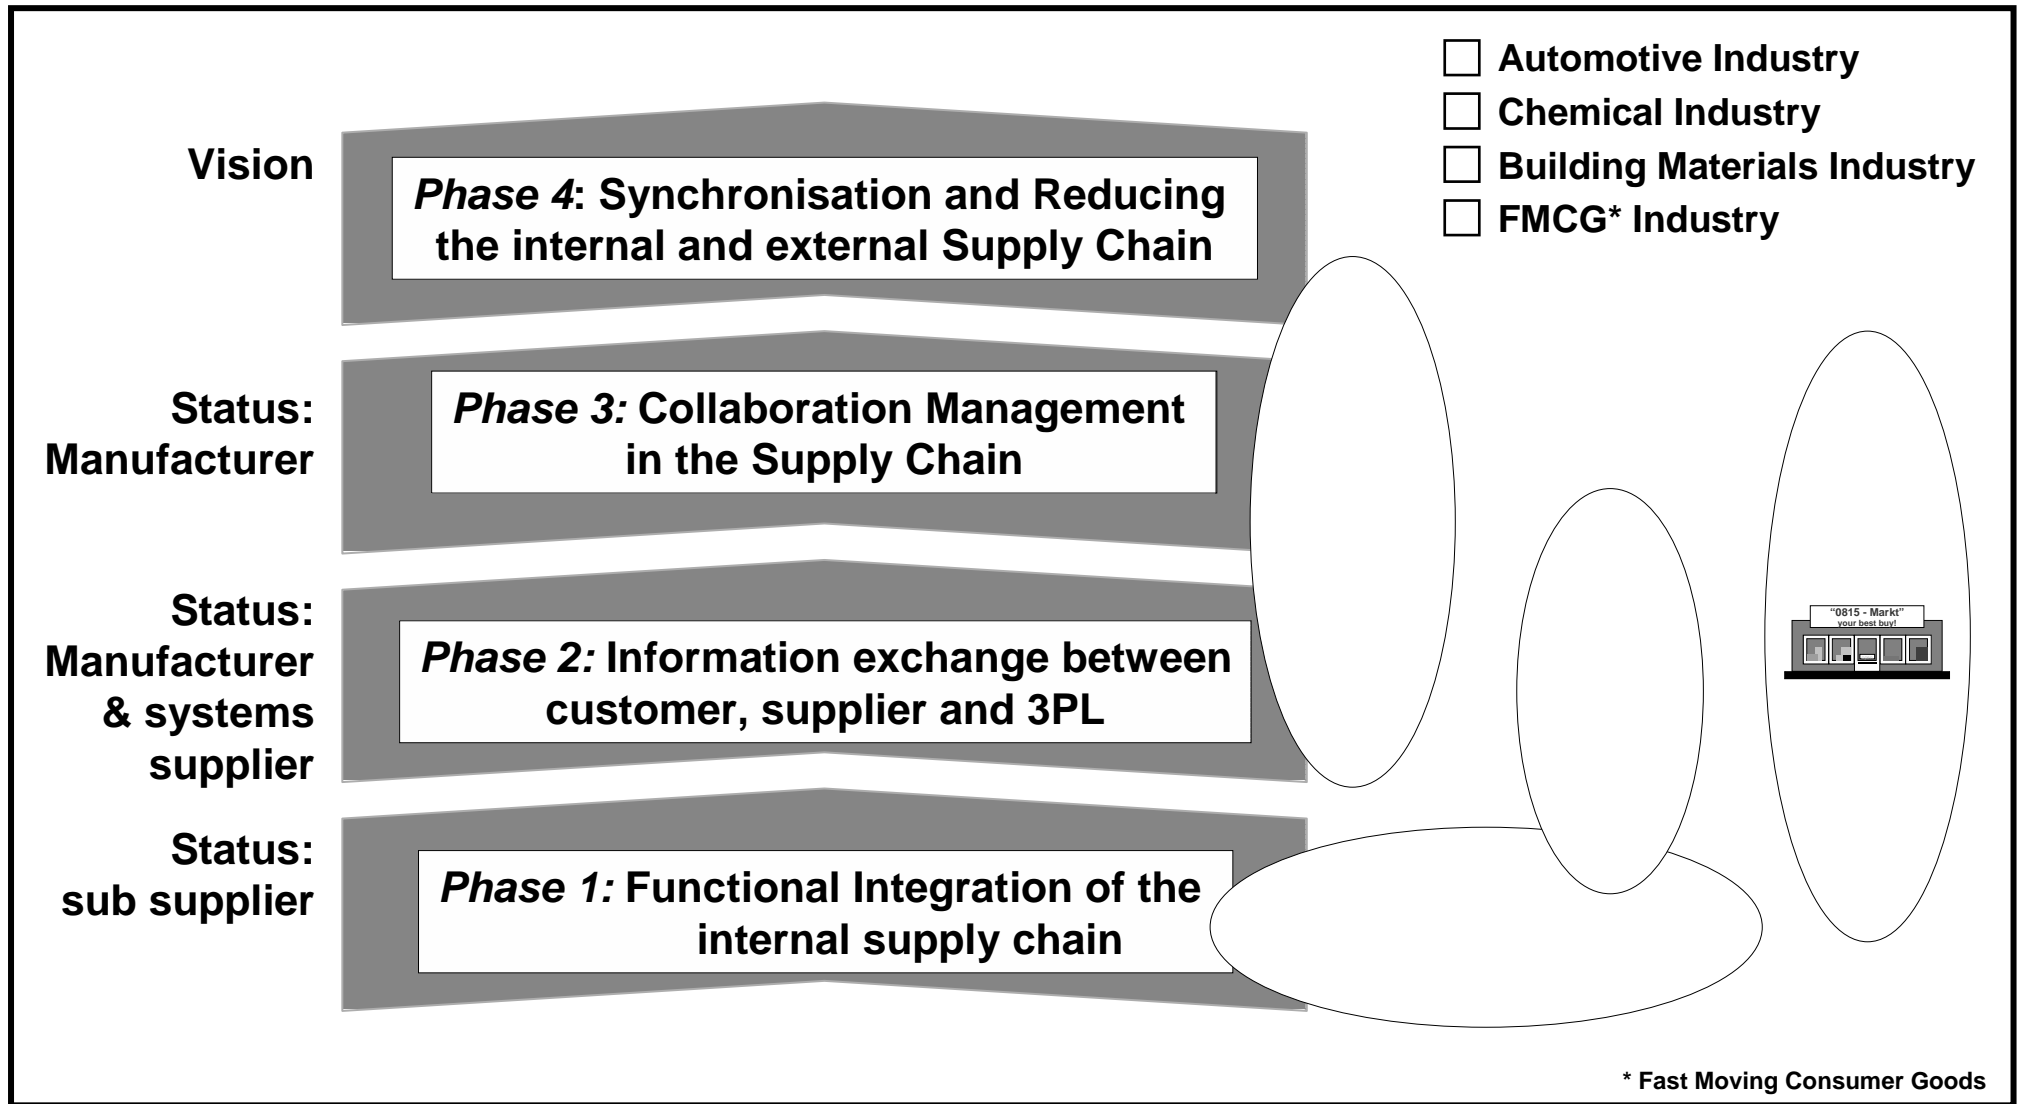 Automotive Industry
Chemical Industry
Building Materials Industry
FMCG* Industry
Vision
Phase 4: Synchronisation and Reducing
the internal and external Supply Chain
Status:
Manufacturer
Phase 3: Collaboration Management
in the Supply Chain
Status:
Manufacturer
& systems
supplier
Phase 2: Information exchange between
customer, supplier and 3PL
"0815 - Markt"
your best buy!
Status:
sub supplier
Phase 1: Functional Integration of the
internal supply chain
* Fast Moving Consumer Goods